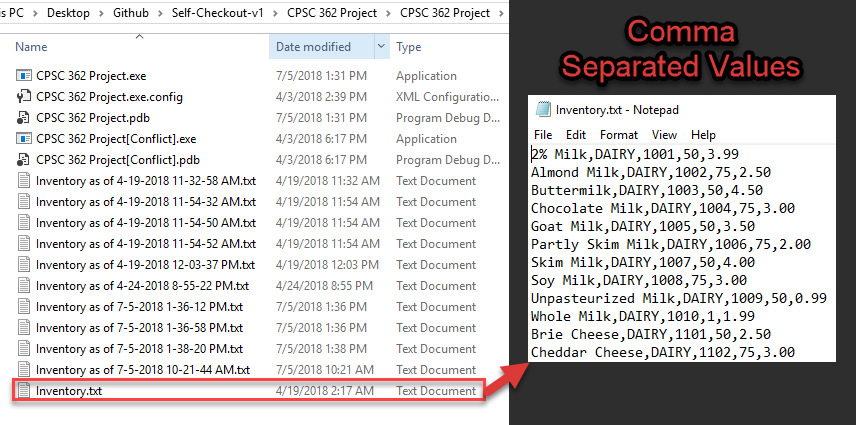 is PC > Desktop > Github > Self-Checkout-v1 > CPSC 362 Project > CPSC 362 Project >
Name Date modified Type
CPSC 362 Project.exe 7/5/2018 1:31 PM Application
CPSC 362 Project.exe.config 4/3/2018 2:39 PM XML Configuratio...
CPSC 362 Project.pdb 7/5/2018 1:31 PM Program Debug D...
CPSC 362 Project[Conflict].exe 4/3/2018 6:17 PM Application
CPSC 362 Project[Conflict].pdb 4/3/2018 6:17 PM Program Debug D...
Inventory as of 4-19-2018 11-32-58 AM.txt 4/19/2018 11:32 AM Text Document
Inventory as of 4-19-2018 11-54-32 AM.txt 4/19/2018 11:54 AM Text Document
Inventory as of 4-19-2018 11-54-50 AM.txt 4/19/2018 11:54 AM Text Document
Inventory as of 4-19-2018 11-54-52 AM.txt 4/19/2018 11:54 AM Text Document
Inventory as of 4-19-2018 12-03-37 PM.txt 4/19/2018 12:03 PM Text Document
Inventory as of 4-24-2018 8-55-22 PM.txt 4/24/2018 8:55 PM Text Document
Inventory as of 7-5-2018 1-36-12 PM.txt 7/5/2018 1:36 PM Text Document
Inventory as of 7-5-2018 1-36-58 PM.txt 7/5/2018 1:36 PM Text Document
Inventory as of 7-5-2018 1-38-20 PM.txt 7/5/2018 1:38 PM Text Document
Inventory as of 7-5-2018 10-21-44 AM.txt 7/5/2018 10:21 AM Text Document
Inventory.txt 4/19/2018 2:17 AM Text Document
Comma
Separated Values
Inventory.txt - Notepad
File Edit Format View Help
2% Milk,DAIRY,1001,50,3.99
Almond Milk,DAIRY,1002,75,2.50
Buttermilk,DAIRY,1003,50,4.50
Chocolate Milk,DAIRY,1004,75,3.00
Goat Milk,DAIRY,1005,50,3.50
Partly Skim Milk,DAIRY,1006,75,2.00
Skim Milk,DAIRY,1007,50,4.00
Soy Milk,DAIRY,1008,75,3.00
Unpasteurized Milk,DAIRY,1009,50,0.99
Whole Milk,DAIRY,1010,1,1.99
Brie Cheese,DAIRY,1101,50,2.50
Cheddar Cheese,DAIRY,1102,75,3.00